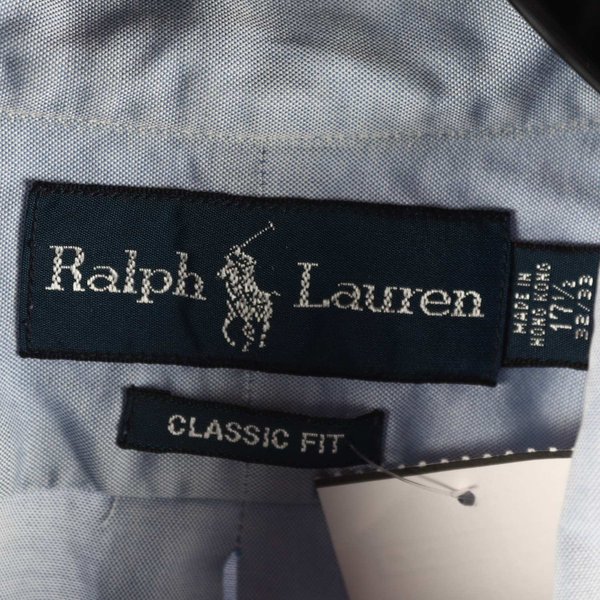 Ralph Lauren
MADE IN
HONG KONG
17½
32/33
CLASSIC FIT